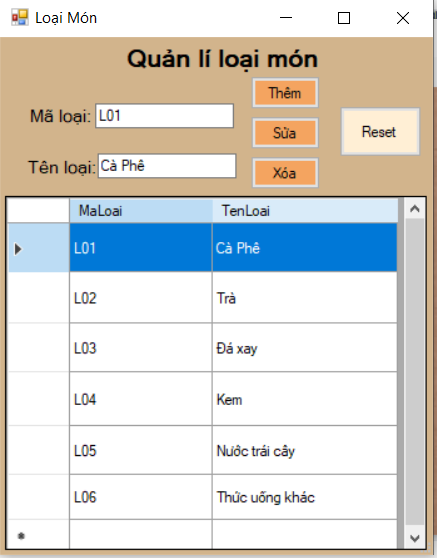 Loại Món
Quản lí loại món
Mã loại: L01
Tên loại: Cà Phê
Thêm
Sửa
Xóa
Reset
MaLoai TenLoai
L01 Cà Phê
L02 Trà
L03 Đá xay
L04 Kem
L05 Nước trái cây
L06 Thức uống khác